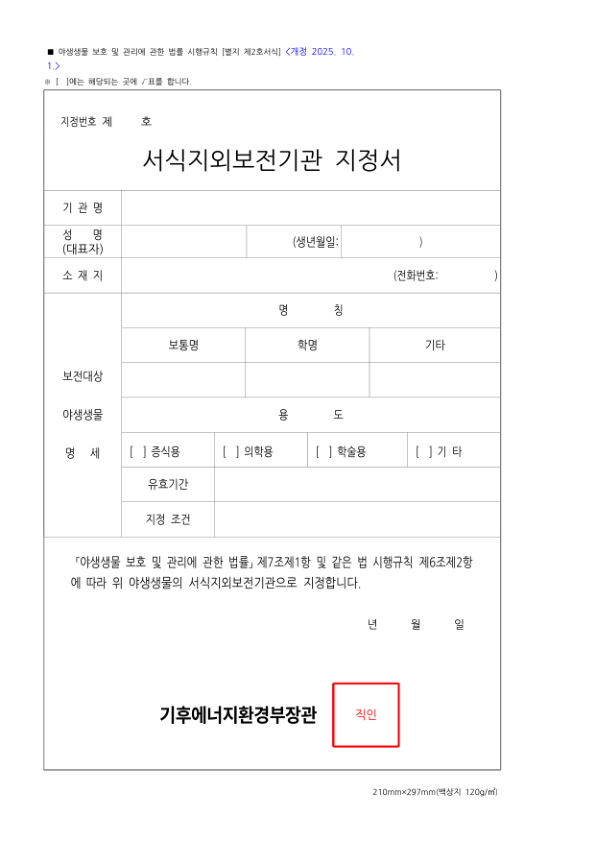 ■ 야생생물 보호 및 관리에 관한 법률 시행규칙 [별지 제2호서식] <개정 2025. 10.
1.>
※ [ ]에는 해당되는 곳에 √표를 합니다.
지정번호 제 호
서식지외보전기관 지정서
기 관 명
성 명
(대표자)
(생년월일: )
소 재 지
(전화번호: )
명 칭
보통명 학명 기타
보전대상
야생생물
명 세
용 도
[ ] 증식용 [ ] 의학용 [ ] 학술용 [ ] 기 타
유효기간
지정 조건
「야생생물 보호 및 관리에 관한 법률」 제7조제1항 및 같은 법 시행규칙 제6조제2항
에 따라 위 야생생물의 서식지외보전기관으로 지정합니다.
년 월 일
기후에너지환경부장관 직인
210mm×297mm(백상지 120g/㎡)